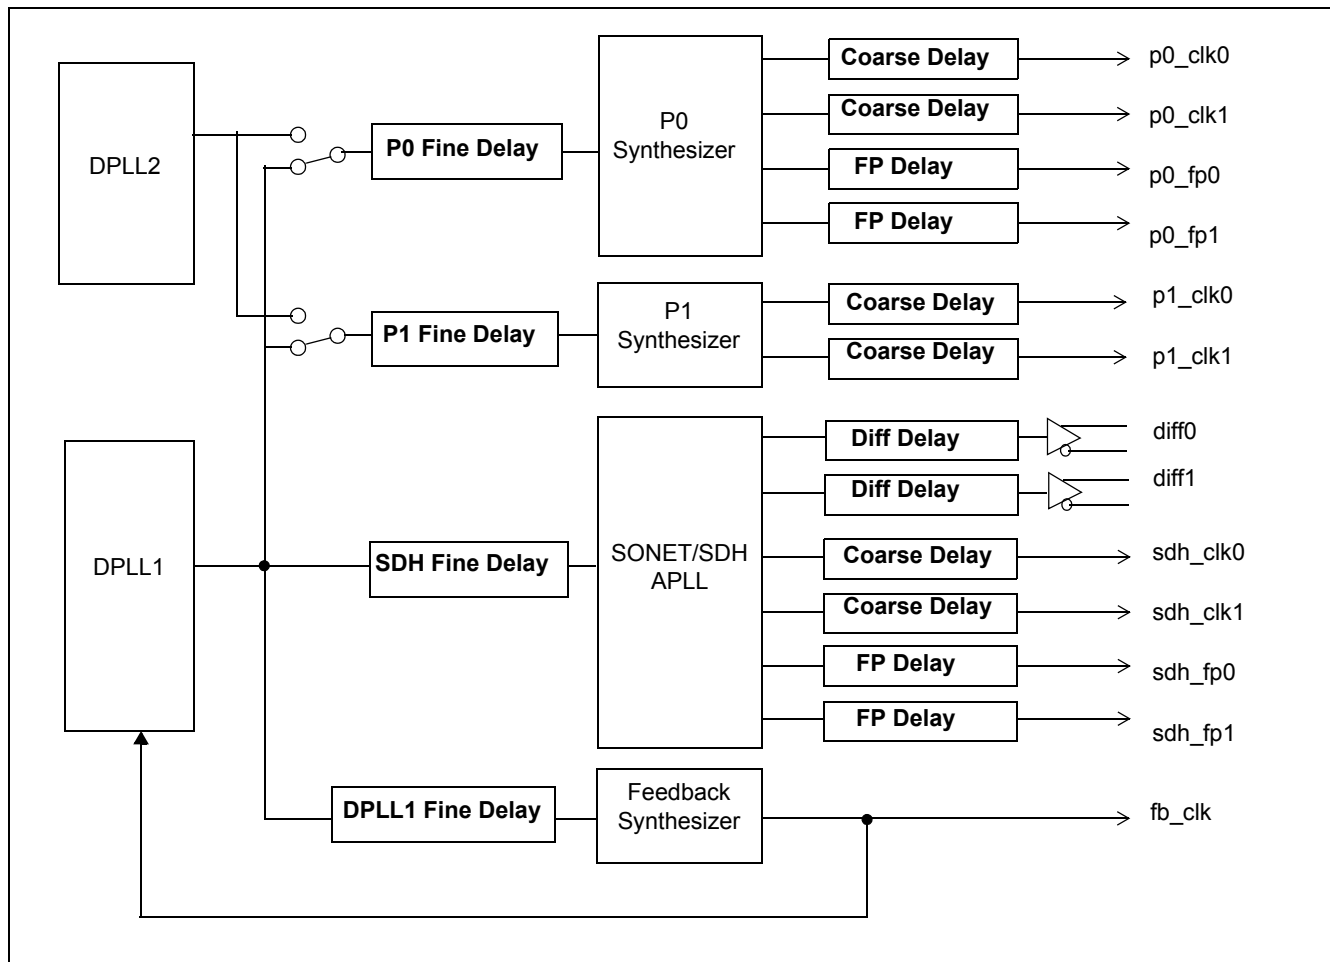 DPLL2
P0 Fine Delay
P0
Synthesizer
Coarse Delay
p0_clk0
Coarse Delay
p0_clk1
FP Delay
p0_fp0
FP Delay
p0_fp1
P1 Fine Delay
P1
Synthesizer
Coarse Delay
p1_clk0
Coarse Delay
p1_clk1
DPLL1
SDH Fine Delay
SONET/SDH
APLL
Diff Delay
diff0
Diff Delay
diff1
Coarse Delay
sdh_clk0
Coarse Delay
sdh_clk1
FP Delay
sdh_fp0
FP Delay
sdh_fp1
DPLL1 Fine Delay
Feedback
Synthesizer
fb_clk